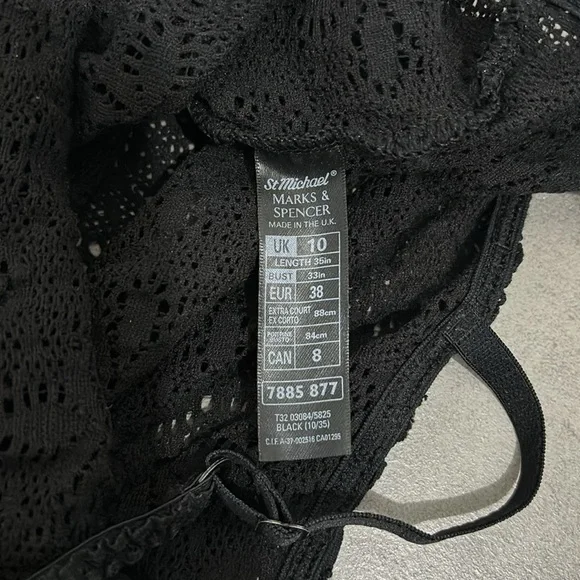 St Michael®
MARKS &
SPENCER
MADE IN THE U.K.
UK 10
LENGTH 35in
BUST 33in
EUR 38
EXTRA COURT
EX CORTO 88cm
POITRINE
BUSTO 84cm
CAN 8
7885 877
T32 03084/5825
BLACK (10/35)
C.I.F. A-37-002516 CA01295